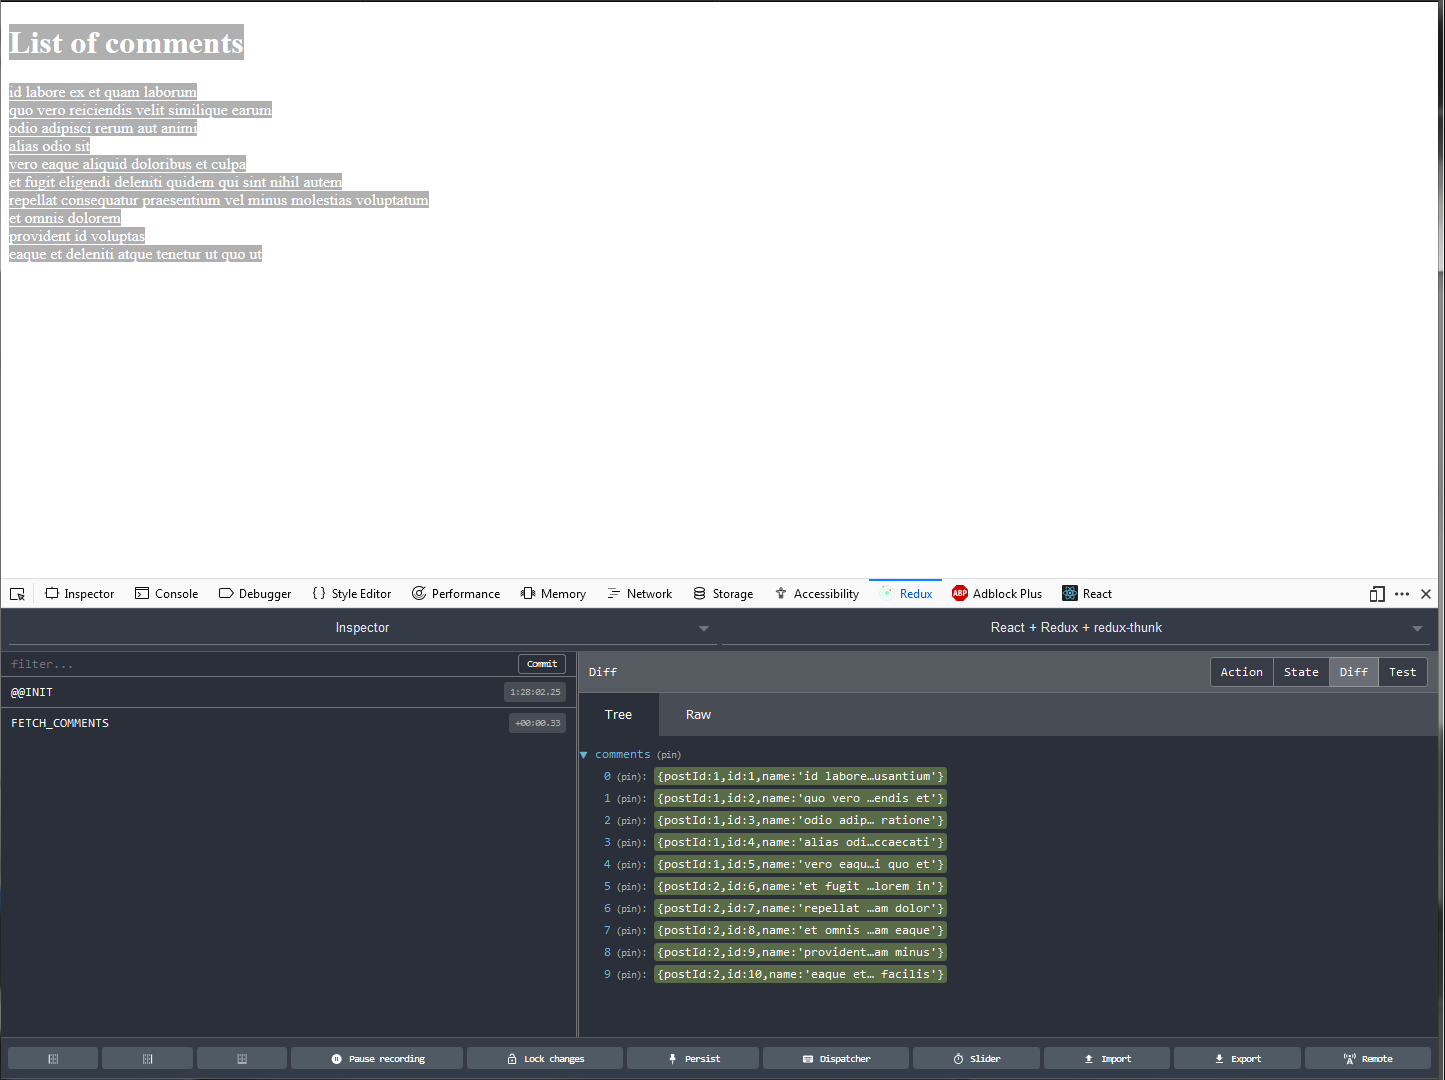 List of comments
id labore ex et quam laborum
quo vero reiciendis velit similique earum
odio adipisci rerum aut animi
alias odio sit
vero eaque aliquid doloribus et culpa
et fugit eligendi deleniti quidem qui sint nihil autem
repellat consequatur praesentium vel minus molestias voluptatum
et omnis dolorem
provident id voluptas
eaque et deleniti atque tenetur ut quo ut
Inspector Console Debugger { } Style Editor Performance Memory Network Storage Accessibility Redux ABP Adblock Plus React
Inspector React + Redux + redux-thunk
filter... Commit
@@INIT 1:28:02.25
FETCH_COMMENTS +00:00.33
Diff Action State Diff Test
Tree Raw
comments (pin)
0 (pin): {postId:1,id:1,name:'id labore…usantium'}
1 (pin): {postId:1,id:2,name:'quo vero …endis et'}
2 (pin): {postId:1,id:3,name:'odio adip… ratione'}
3 (pin): {postId:1,id:4,name:'alias odi…ccaecati'}
4 (pin): {postId:1,id:5,name:'vero eaqu…i quo et'}
5 (pin): {postId:2,id:6,name:'et fugit …lorem in'}
6 (pin): {postId:2,id:7,name:'repellat …am dolor'}
7 (pin): {postId:2,id:8,name:'et omnis …am eaque'}
8 (pin): {postId:2,id:9,name:'provident…am minus'}
9 (pin): {postId:2,id:10,name:'eaque et… facilis'}
Pause recording Lock changes Persist Dispatcher Slider Import Export Remote